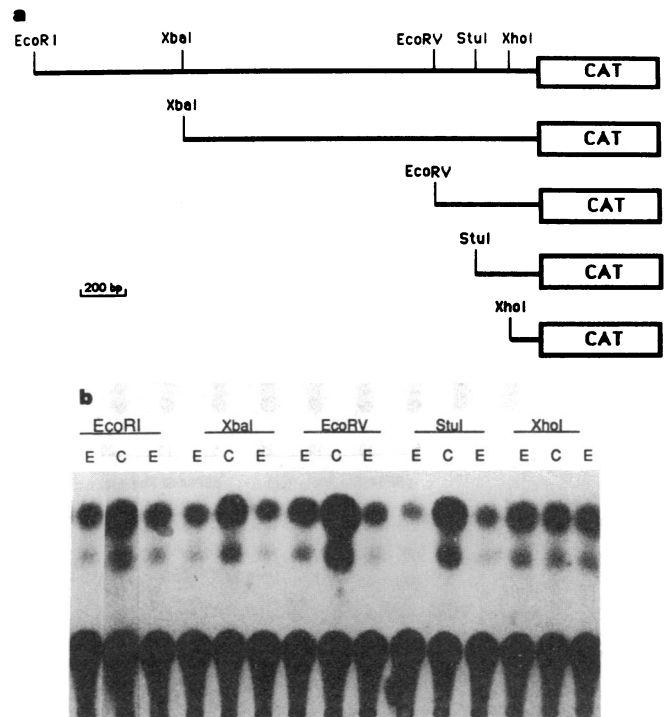 a
EcoRI XbaI EcoRV StuI XhoI
CAT
XbaI
CAT
EcoRV
CAT
StuI
CAT
200 bp
XhoI
CAT
b
EcoRI XbaI EcoRV StuI XhoI
E C E E C E E C E E C E E C E